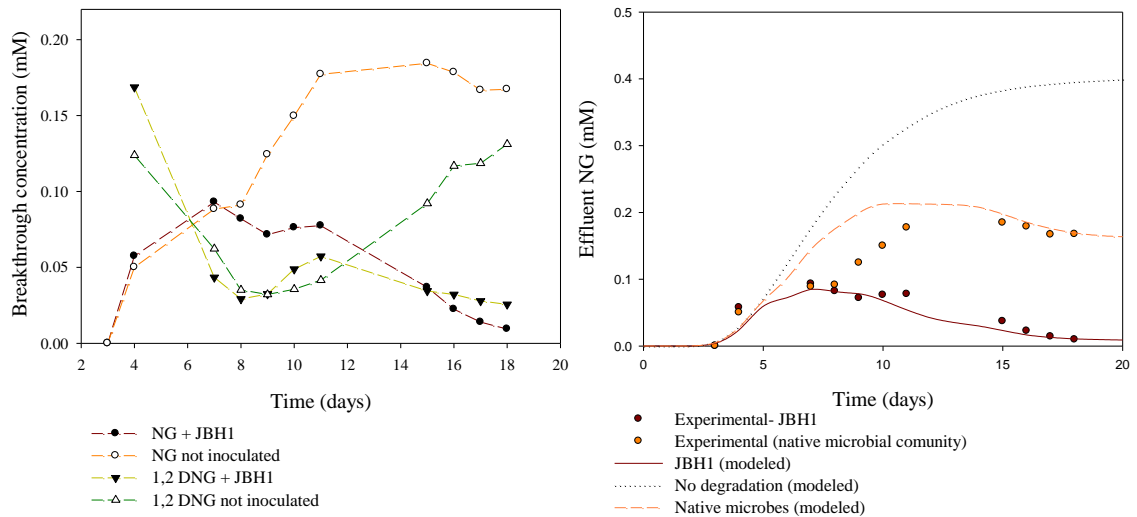 Breakthrough concentration (mM)
0.20
0.15
0.10
0.05
0.00
2 4 6 8 10 12 14 16 18 20
Time (days)
NG + JBH1
NG not inoculated
1,2 DNG + JBH1
1,2 DNG not inoculated
Effluent NG (mM)
0.5
0.4
0.3
0.2
0.1
0.0
0 5 10 15 20
Time (days)
Experimental- JBH1
Experimental (native microbial comunity)
JBH1 (modeled)
No degradation (modeled)
Native microbes (modeled)